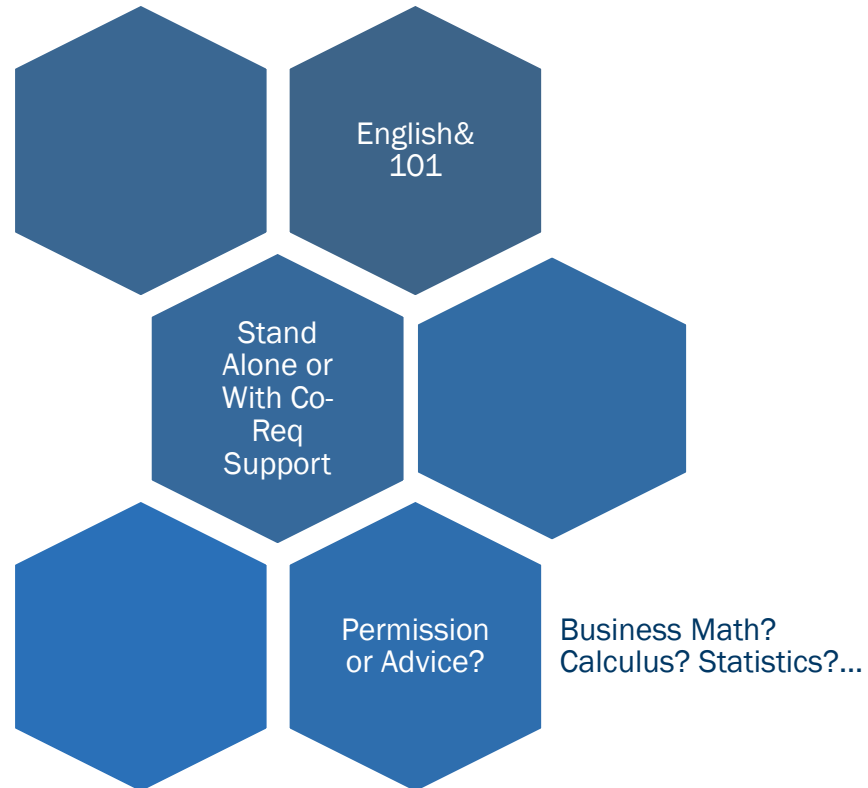 English&
101
Stand
Alone or
With Co-
Req
Support
Permission
or Advice?
Business Math?
Calculus? Statistics?...